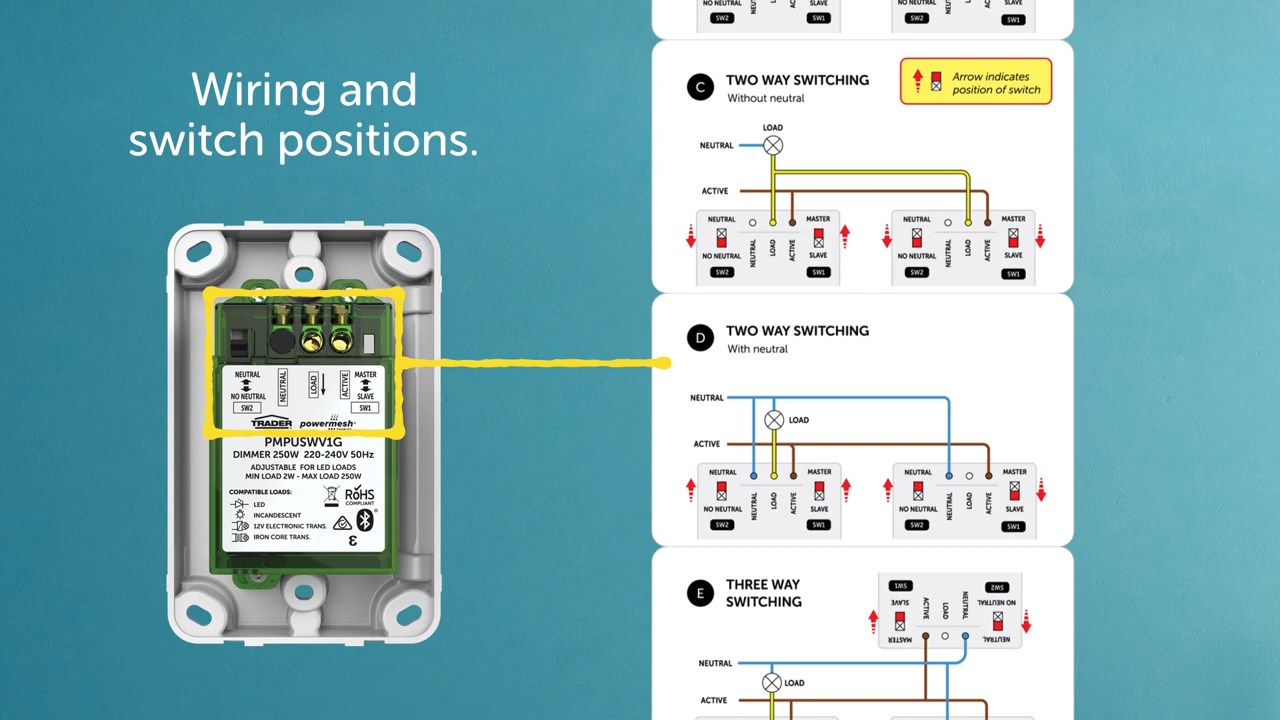 Wiring and
switch positions.
NEUTRAL
NO NEUTRAL
SW2
NEUTRAL
LOAD
ACTIVE
MASTER
SLAVE
SW1
TRADER powermesh
PMPUSWV1G
DIMMER 250W 220-240V 50Hz
ADJUSTABLE FOR LED LOADS
MIN LOAD 2W - MAX LOAD 250W
COMPATIBLE LOADS:
LED
INCANDESCENT
12V ELECTRONIC TRANS.
IRON CORE TRANS.
RoHS
COMPLIANT
NO NEUTRAL
SW2
SLAVE
SW1
NO NEUTRAL
SW2
SLAVE
SW1
C
TWO WAY SWITCHING
Without neutral
Arrow indicates
position of switch
LOAD
NEUTRAL
ACTIVE
NEUTRAL
NO NEUTRAL
SW2
NEUTRAL
LOAD
ACTIVE
MASTER
SLAVE
SW1
NEUTRAL
NO NEUTRAL
SW2
NEUTRAL
LOAD
ACTIVE
MASTER
SLAVE
SW1
D
TWO WAY SWITCHING
With neutral
NEUTRAL
LOAD
ACTIVE
NEUTRAL
NO NEUTRAL
SW2
NEUTRAL
LOAD
ACTIVE
MASTER
SLAVE
SW1
NEUTRAL
NO NEUTRAL
SW2
NEUTRAL
LOAD
ACTIVE
MASTER
SLAVE
SW1
E
THREE WAY
SWITCHING
SW1
SLAVE
MASTER
ACTIVE
LOAD
NEUTRAL
SW2
NO NEUTRAL
NEUTRAL
NEUTRAL
LOAD
ACTIVE